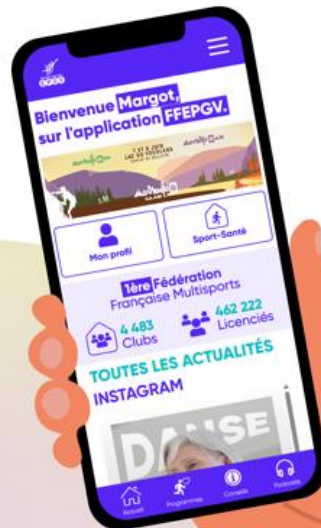 EPGV
Bienvenue Margot,
sur l'application FFEPGV.
Mon profil
Sport-Santé
1ère Fédération
Française Multisports
4 483
Clubs
462 222
Licenciés
TOUTES LES ACTUALITÉS
INSTAGRAM
DANSE
Accueil
Programmes
Conseils
Podcasts